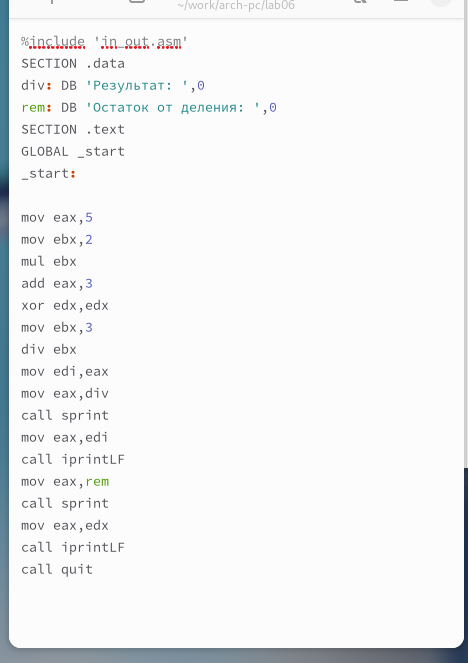 ~/work/arch-pc/lab06
%include 'in_out.asm'
SECTION .data
div: DB 'Результат: ',0
rem: DB 'Остаток от деления: ',0
SECTION .text
GLOBAL _start
_start:
mov eax,5
mov ebx,2
mul ebx
add eax,3
xor edx,edx
mov ebx,3
div ebx
mov edi,eax
mov eax,div
call sprint
mov eax,edi
call iprintLF
mov eax,rem
call sprint
mov eax,edx
call iprintLF
call quit